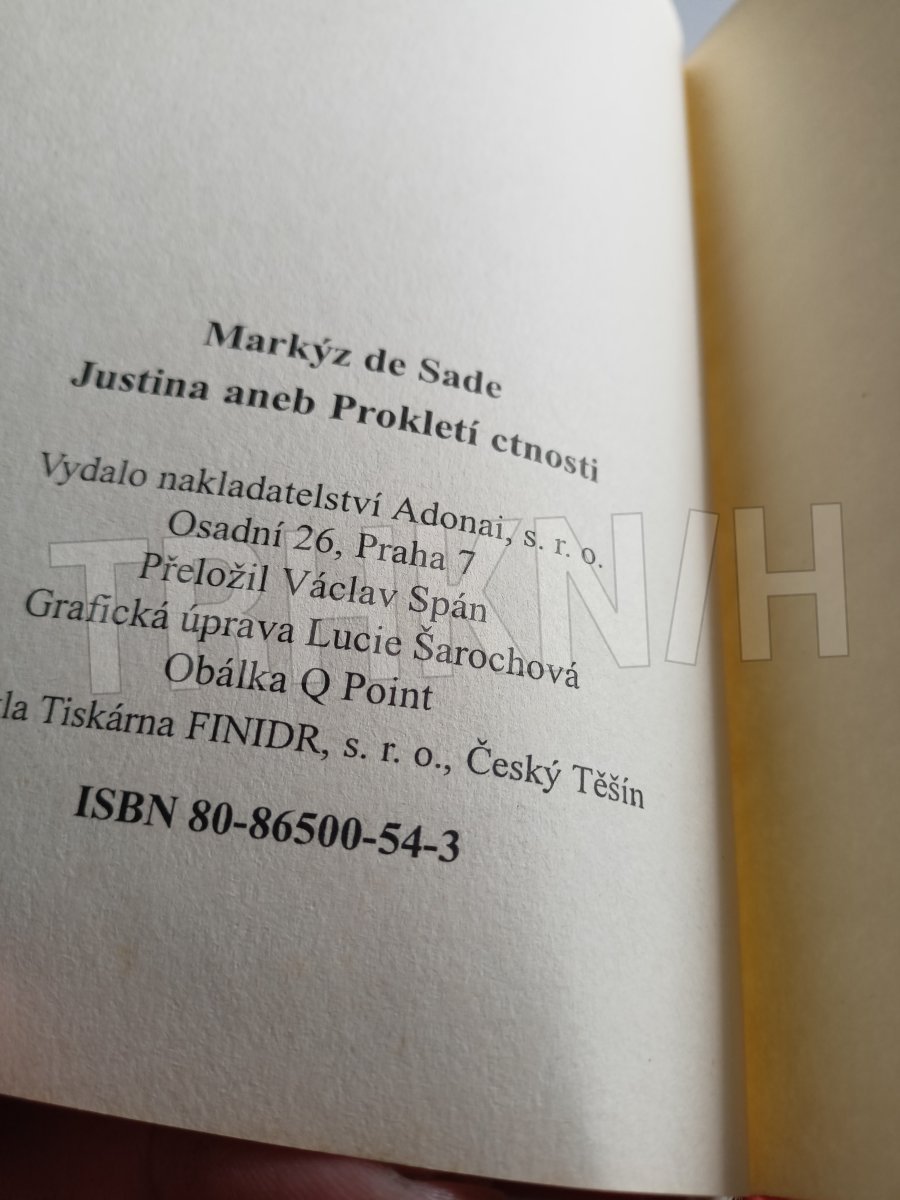 Markýz de Sade
Justina aneb Prokletí ctnosti
Vydalo nakladatelství Adonai, s. r. o.
Osadní 26, Praha 7
Přeložil Václav Spán
Grafická úprava Lucie Šarochová
Obálka Q Point
la Tiskárna FINIDR, s. r. o., Český Těšín
ISBN 80-86500-54-3
TRHKNIH